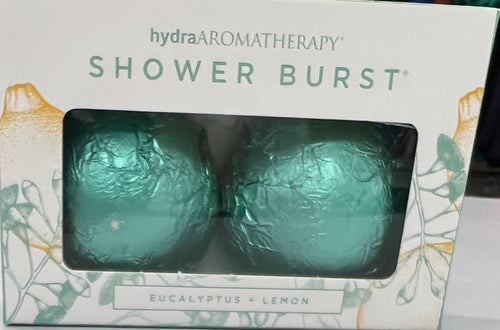 hydraAROMATHERAPY
SHOWER BURST®
EUCALYPTUS + LEMON